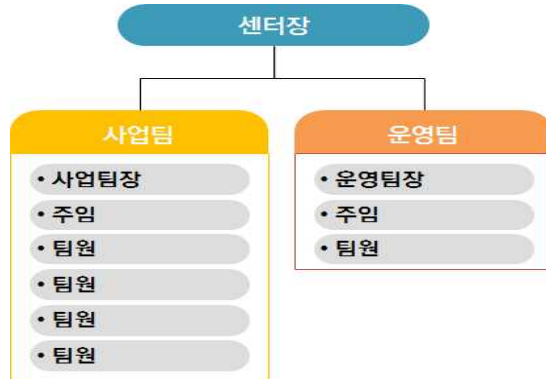 센터장
사업팀
• 사업팀장
• 주임
• 팀원
• 팀원
• 팀원
• 팀원
운영팀
• 운영팀장
• 주임
• 팀원